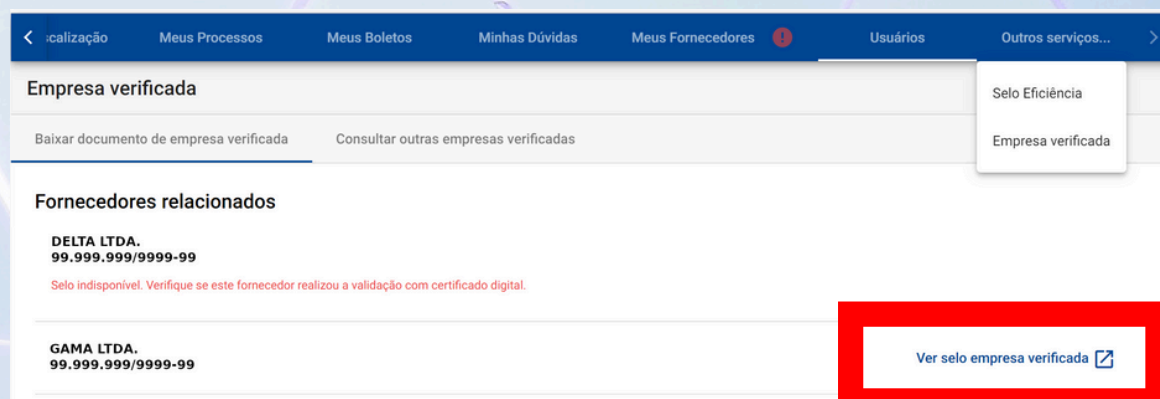 calização Meus Processos Meus Boletos Minhas Dúvidas Meus Fornecedores ! Usuários Outros serviços...
Empresa verificada
Selo Eficiência
Baixar documento de empresa verificada Consultar outras empresas verificadas
Empresa verificada
Fornecedores relacionados
DELTA LTDA.
99.999.999/9999-99
Selo indisponível. Verifique se este fornecedor realizou a validação com certificado digital.
GAMA LTDA.
99.999.999/9999-99
Ver selo empresa verificada